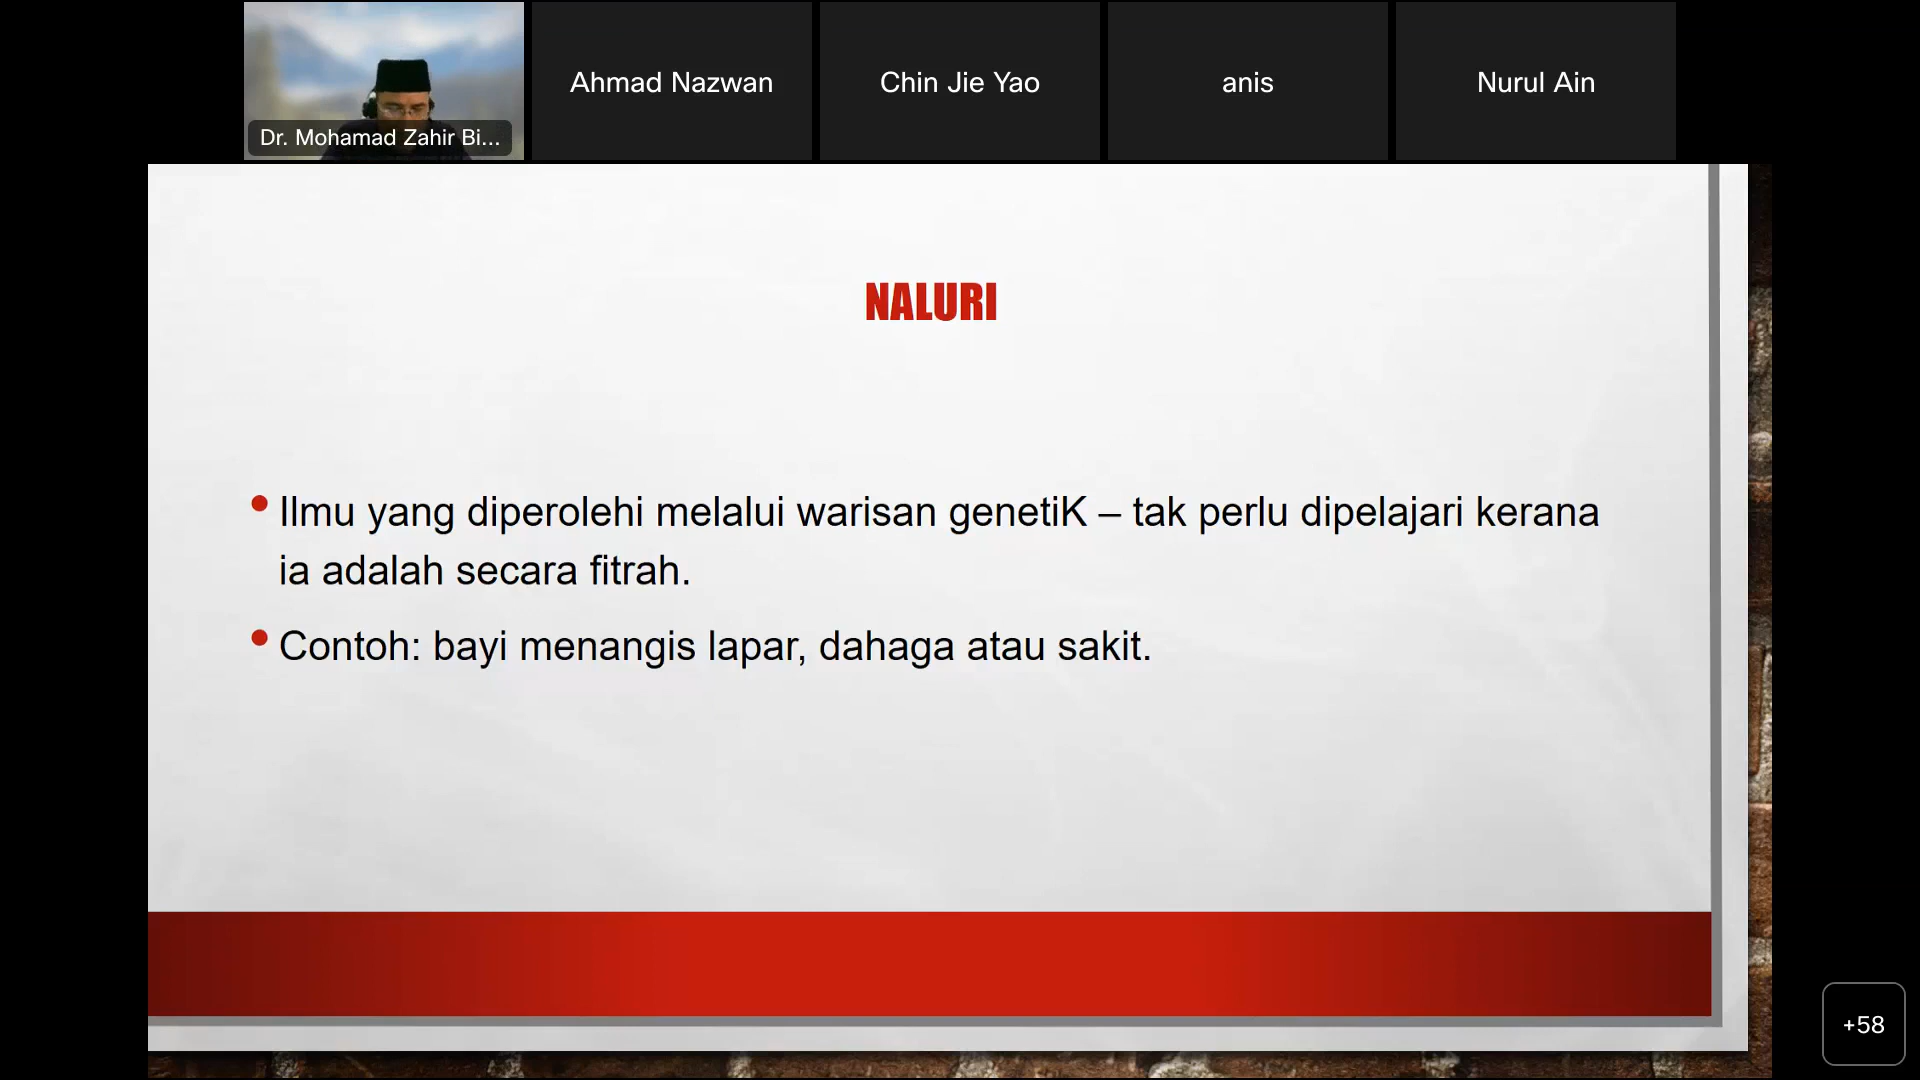 Ahmad Nazwan
Chin Jie Yao
anis
Nurul Ain
Dr. Mohamad Zahir Bi...
NALURI
• Ilmu yang diperolehi melalui warisan genetiK – tak perlu dipelajari kerana
ia adalah secara fitrah.
• Contoh: bayi menangis lapar, dahaga atau sakit.
+58